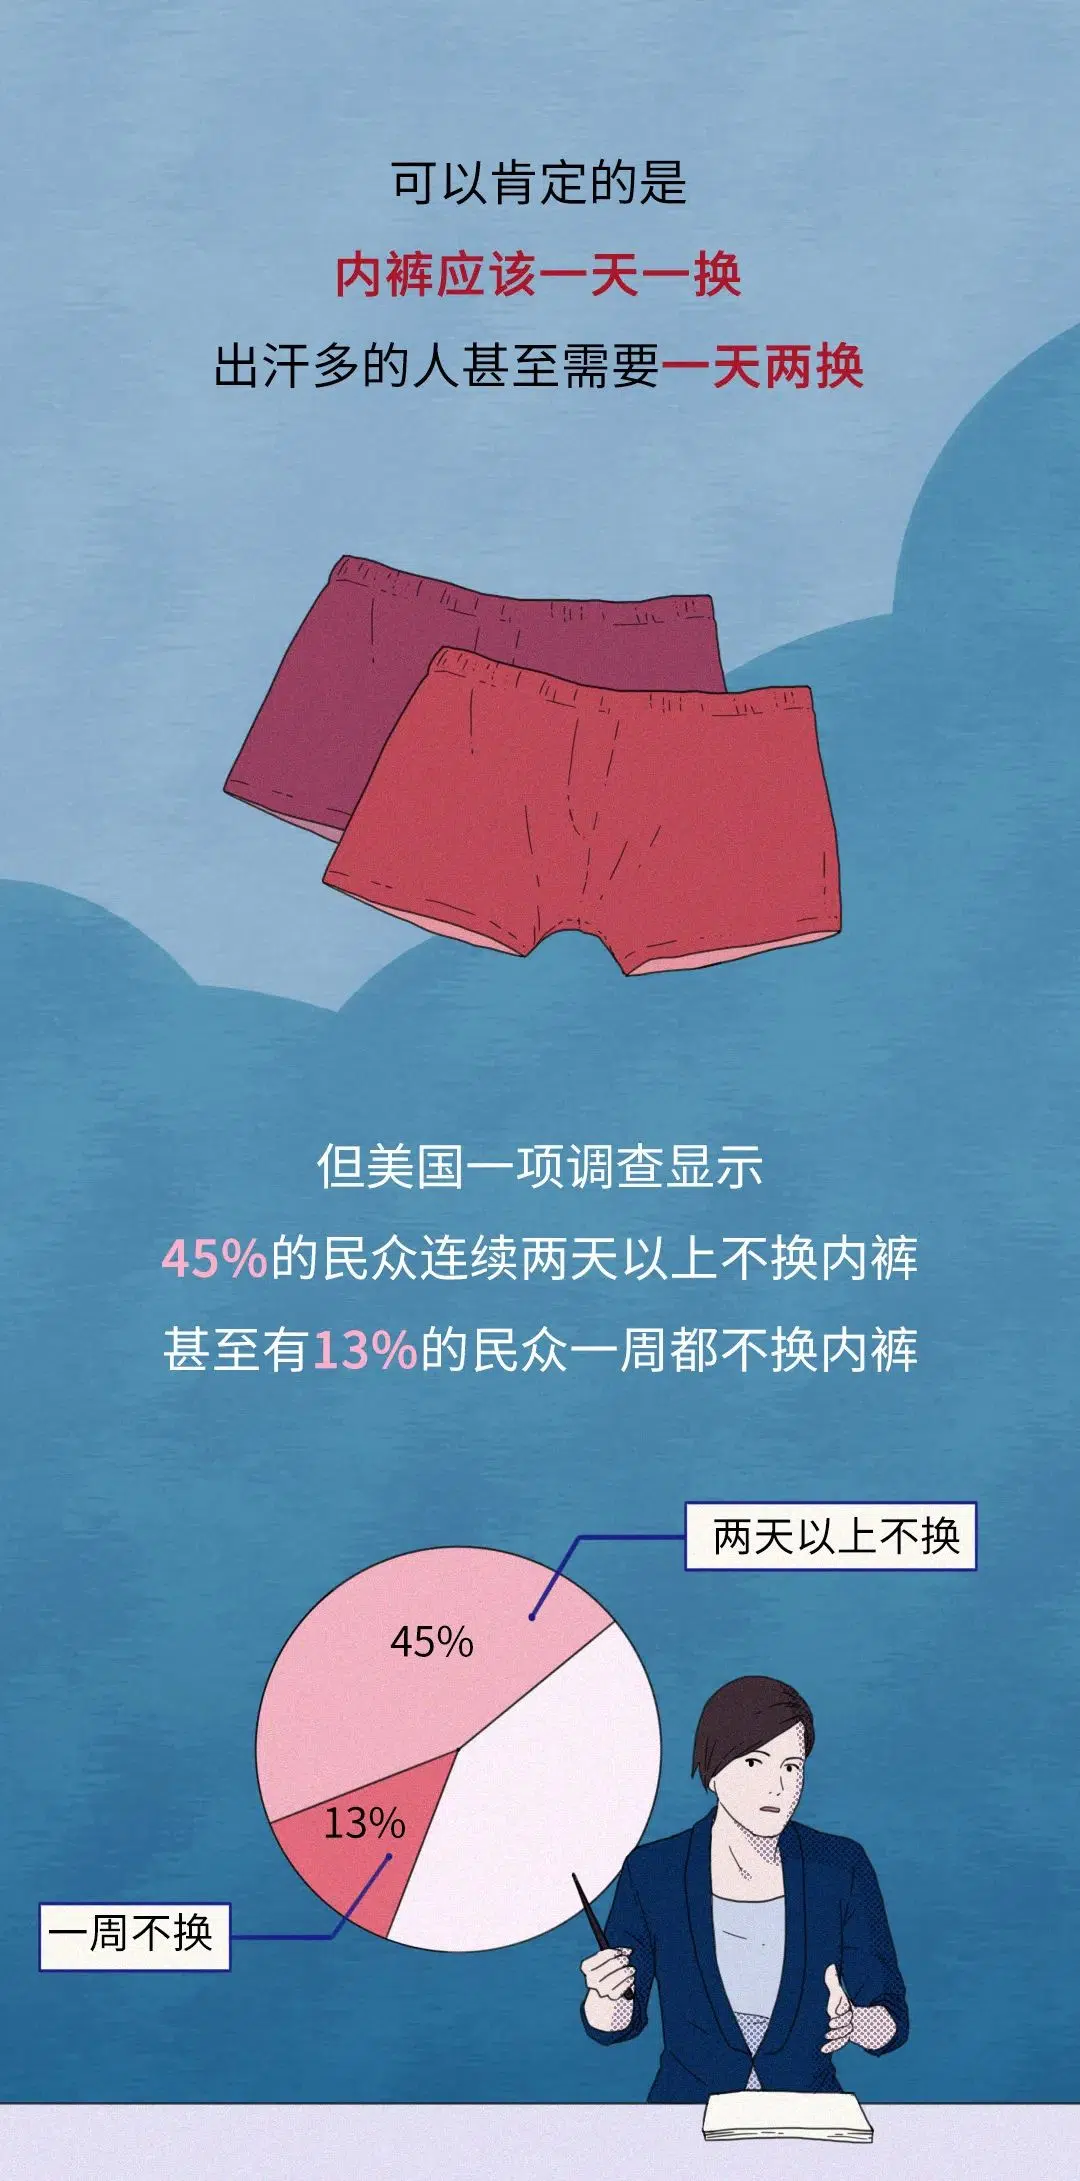 可以肯定的是
内裤应该一天一换
出汗多的人甚至需要一天两换
但美国一项调查显示
45%的民众连续两天以上不换内裤
甚至有13%的民众一周都不换内裤
两天以上不换
45%
13%
一周不换